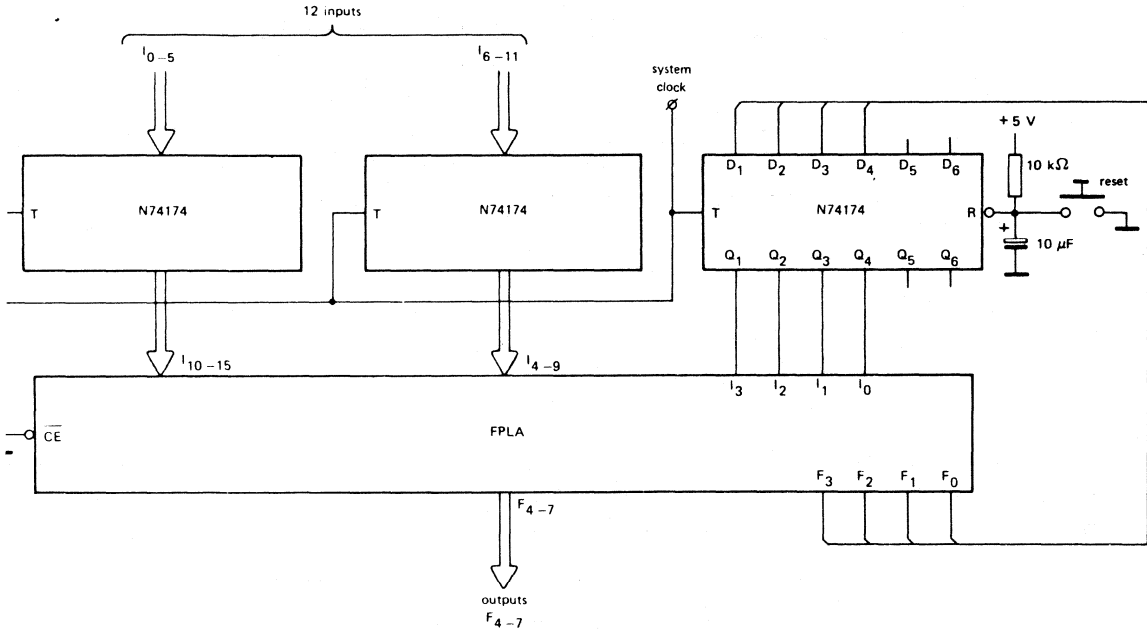 12 inputs
I0–5
I6–11
system
clock
+ 5 V
10 kΩ
reset
D1 D2 D3 D4 D5 D6
T
N74174
T
N74174
T
N74174
R
+
10 µF
Q1 Q2 Q3 Q4 Q5 Q6
I10–15
I4–9
I3 I2 I1 I0
CE
FPLA
F3 F2 F1 F0
F4–7
outputs
F4–7